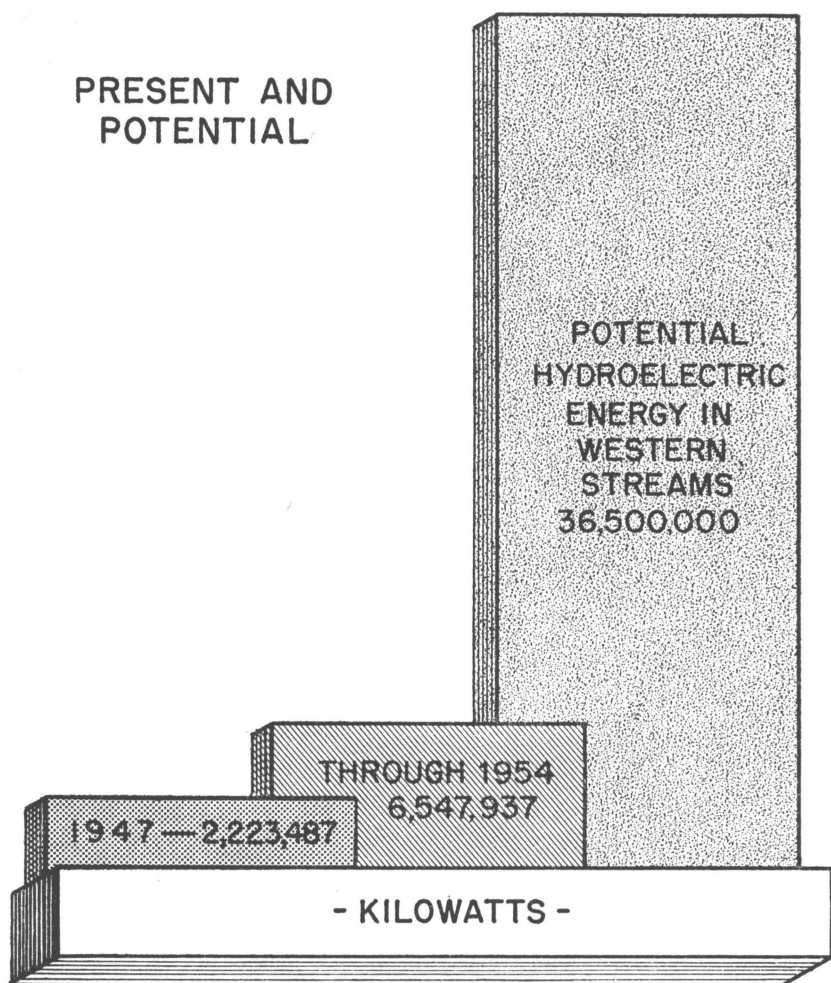 PRESENT AND
POTENTIAL
POTENTIAL
HYDROELECTRIC
ENERGY IN
WESTERN
STREAMS
36,500,000
THROUGH 1954
6,547,937
1947—2,223,487
- KILOWATTS -